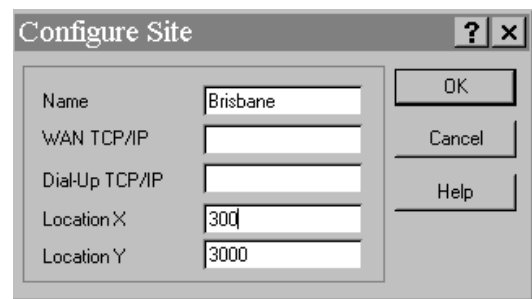 Configure Site ? ×
Name Brisbane OK
WAN TCP/IP Cancel
Dial-Up TCP/IP Help
Location X 300
Location Y 3000